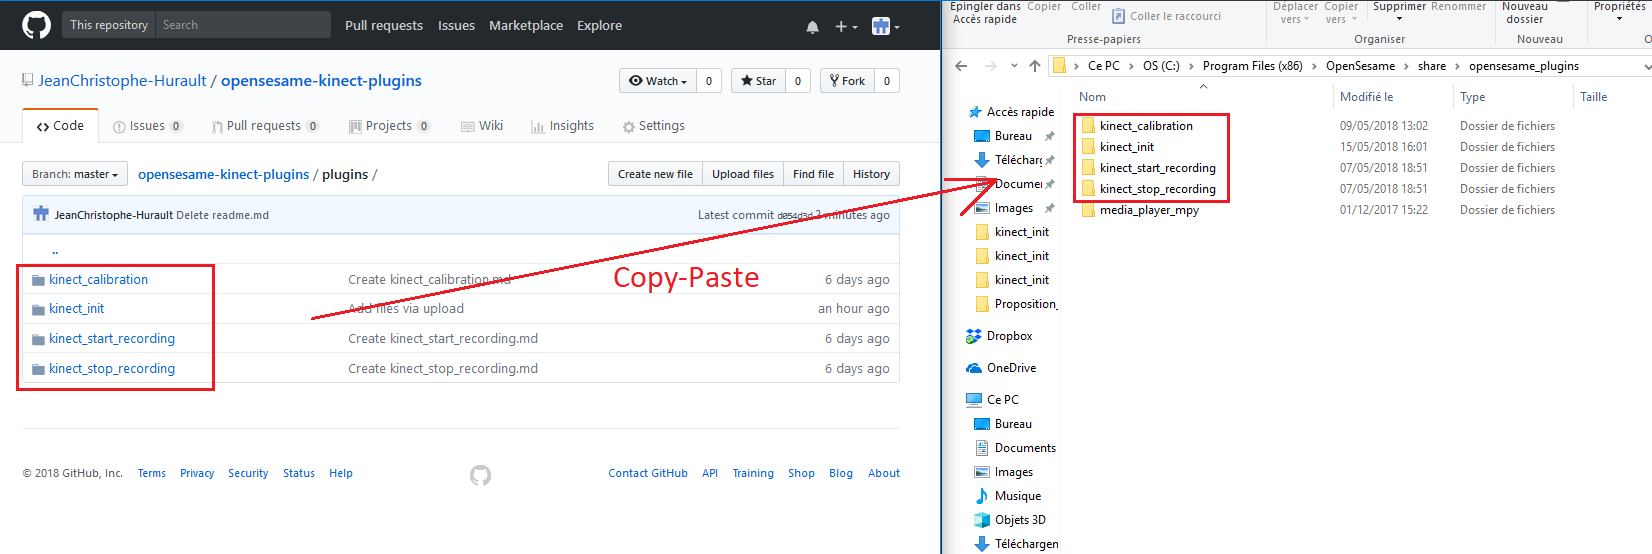 This repository Search Pull requests Issues Marketplace Explore
JeanChristophe-Hurault / opensesame-kinect-plugins
Watch 0 Star 0 Fork 0
Code Issues 0 Pull requests 0 Projects 0 Wiki Insights Settings
Branch: master opensesame-kinect-plugins / plugins / Create new file Upload files Find file History
JeanChristophe-Hurault Delete readme.md Latest commit d054d3d 2 minutes ago
..
kinect_calibration Create kinect_calibration.md 6 days ago
kinect_init Add files via upload an hour ago
kinect_start_recording Create kinect_start_recording.md 6 days ago
kinect_stop_recording Create kinect_stop_recording.md 6 days ago
Copy-Paste
© 2018 GitHub, Inc. Terms Privacy Security Status Help Contact GitHub API Training Shop Blog About
Épingler dans Copier Coller Déplacer Copier Supprimer Renommer Nouveau Propriétés
Accès rapide Coller le raccourci vers vers dossier
Presse-papiers Organiser Nouveau O
Ce PC > OS (C:) > Program Files (x86) > OpenSesame > share > opensesame_plugins
Nom Modifié le Type Taille
kinect_calibration 09/05/2018 13:02 Dossier de fichiers
kinect_init 15/05/2018 16:01 Dossier de fichiers
kinect_start_recording 07/05/2018 18:51 Dossier de fichiers
kinect_stop_recording 07/05/2018 18:51 Dossier de fichiers
media_player_mpy 01/12/2017 15:22 Dossier de fichiers
Accès rapide
Bureau
Télécharg
Documen
Images
kinect_init
kinect_init
kinect_init
Proposition_
Dropbox
OneDrive
Ce PC
Bureau
Documents
Images
Musique
Objets 3D
Téléchargen